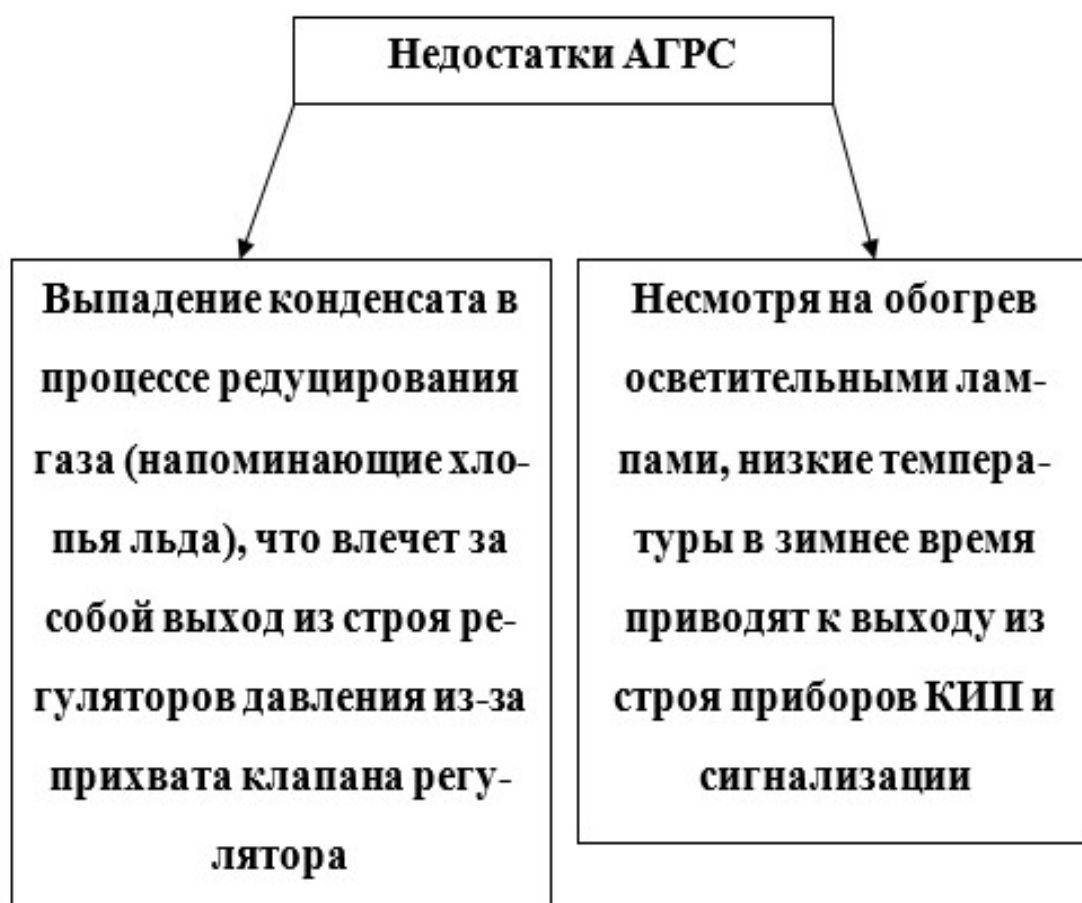 Недостатки АГРС
Выпадение конденсата в
процессе редуцирования
газа (напоминающие хло-
пья льда), что влечет за
собой выход из строя ре-
гуляторов давления из-за
прихвата клапана регу-
лятора
Несмотря на обогрев
осветительными лам-
пами, низкие темпера-
туры в зимнее время
приводят к выходу из
строя приборов КИП и
сигнализации